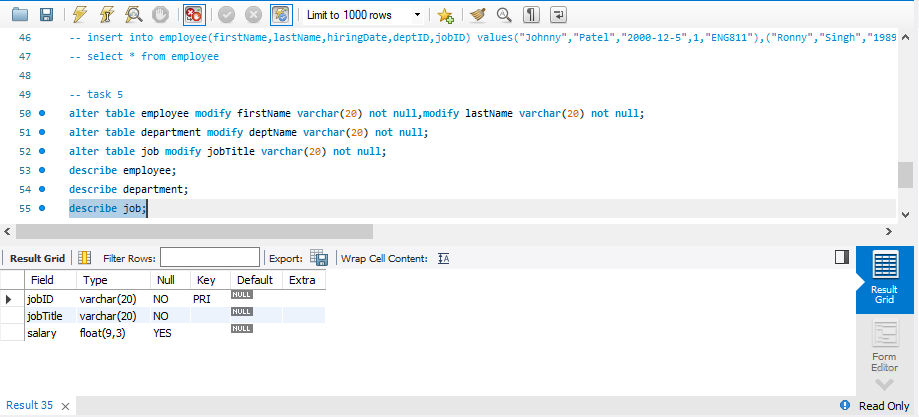 Limit to 1000 rows
46 -- insert into employee(firstName,lastName,hiringDate,deptID,jobID) values("Johnny","Patel","2000-12-5",1,"ENG811"),("Ronny","Singh","1989
47 -- select * from employee
48
49 -- task 5
50 alter table employee modify firstName varchar(20) not null,modify lastName varchar(20) not null;
51 alter table department modify deptName varchar(20) not null;
52 alter table job modify jobTitle varchar(20) not null;
53 describe employee;
54 describe department;
55 describe job;
Result Grid Filter Rows: Export: Wrap Cell Content: IA
Field Type Null Key Default Extra
jobID varchar(20) NO PRI NULL
jobTitle varchar(20) NO NULL
salary float(9,3) YES NULL
Result
Grid
Form
Editor
Result 35 Read Only